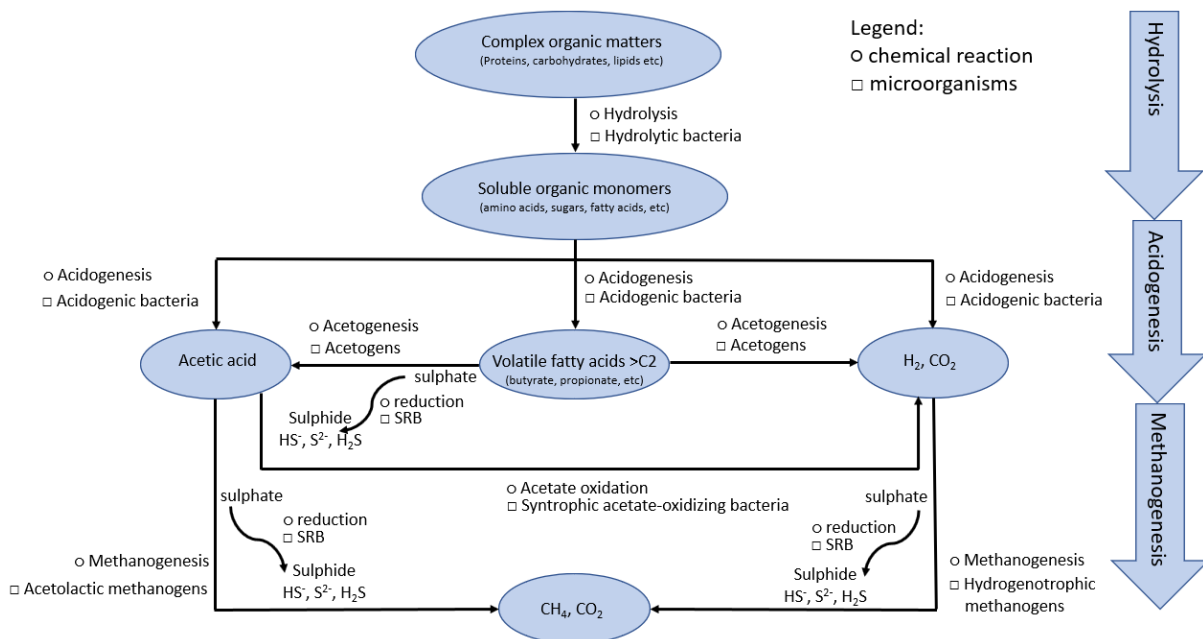 Complex organic matters
(Proteins, carbohydrates, lipids etc)
Legend:
○ chemical reaction
□ microorganisms
Hydrolysis
○ Hydrolysis
□ Hydrolytic bacteria
Soluble organic monomers
(amino acids, sugars, fatty acids, etc)
Acidogenesis
○ Acidogenesis
□ Acidogenic bacteria
○ Acidogenesis
□ Acidogenic bacteria
○ Acidogenesis
□ Acidogenic bacteria
○ Acetogenesis
□ Acetogens
○ Acetogenesis
□ Acetogens
Acetic acid
Volatile fatty acids >C2
(butyrate, propionate, etc)
H₂, CO₂
sulphate
○ reduction
□ SRB
Sulphide
HS⁻, S²⁻, H₂S
Methanogenesis
○ Acetate oxidation
□ Syntrophic acetate-oxidizing bacteria
sulphate
○ reduction
□ SRB
Sulphide
HS⁻, S²⁻, H₂S
sulphate
○ reduction
□ SRB
Sulphide
HS⁻, S²⁻, H₂S
○ Methanogenesis
□ Acetolactic methanogens
○ Methanogenesis
□ Hydrogenotrophic
methanogens
CH₄, CO₂